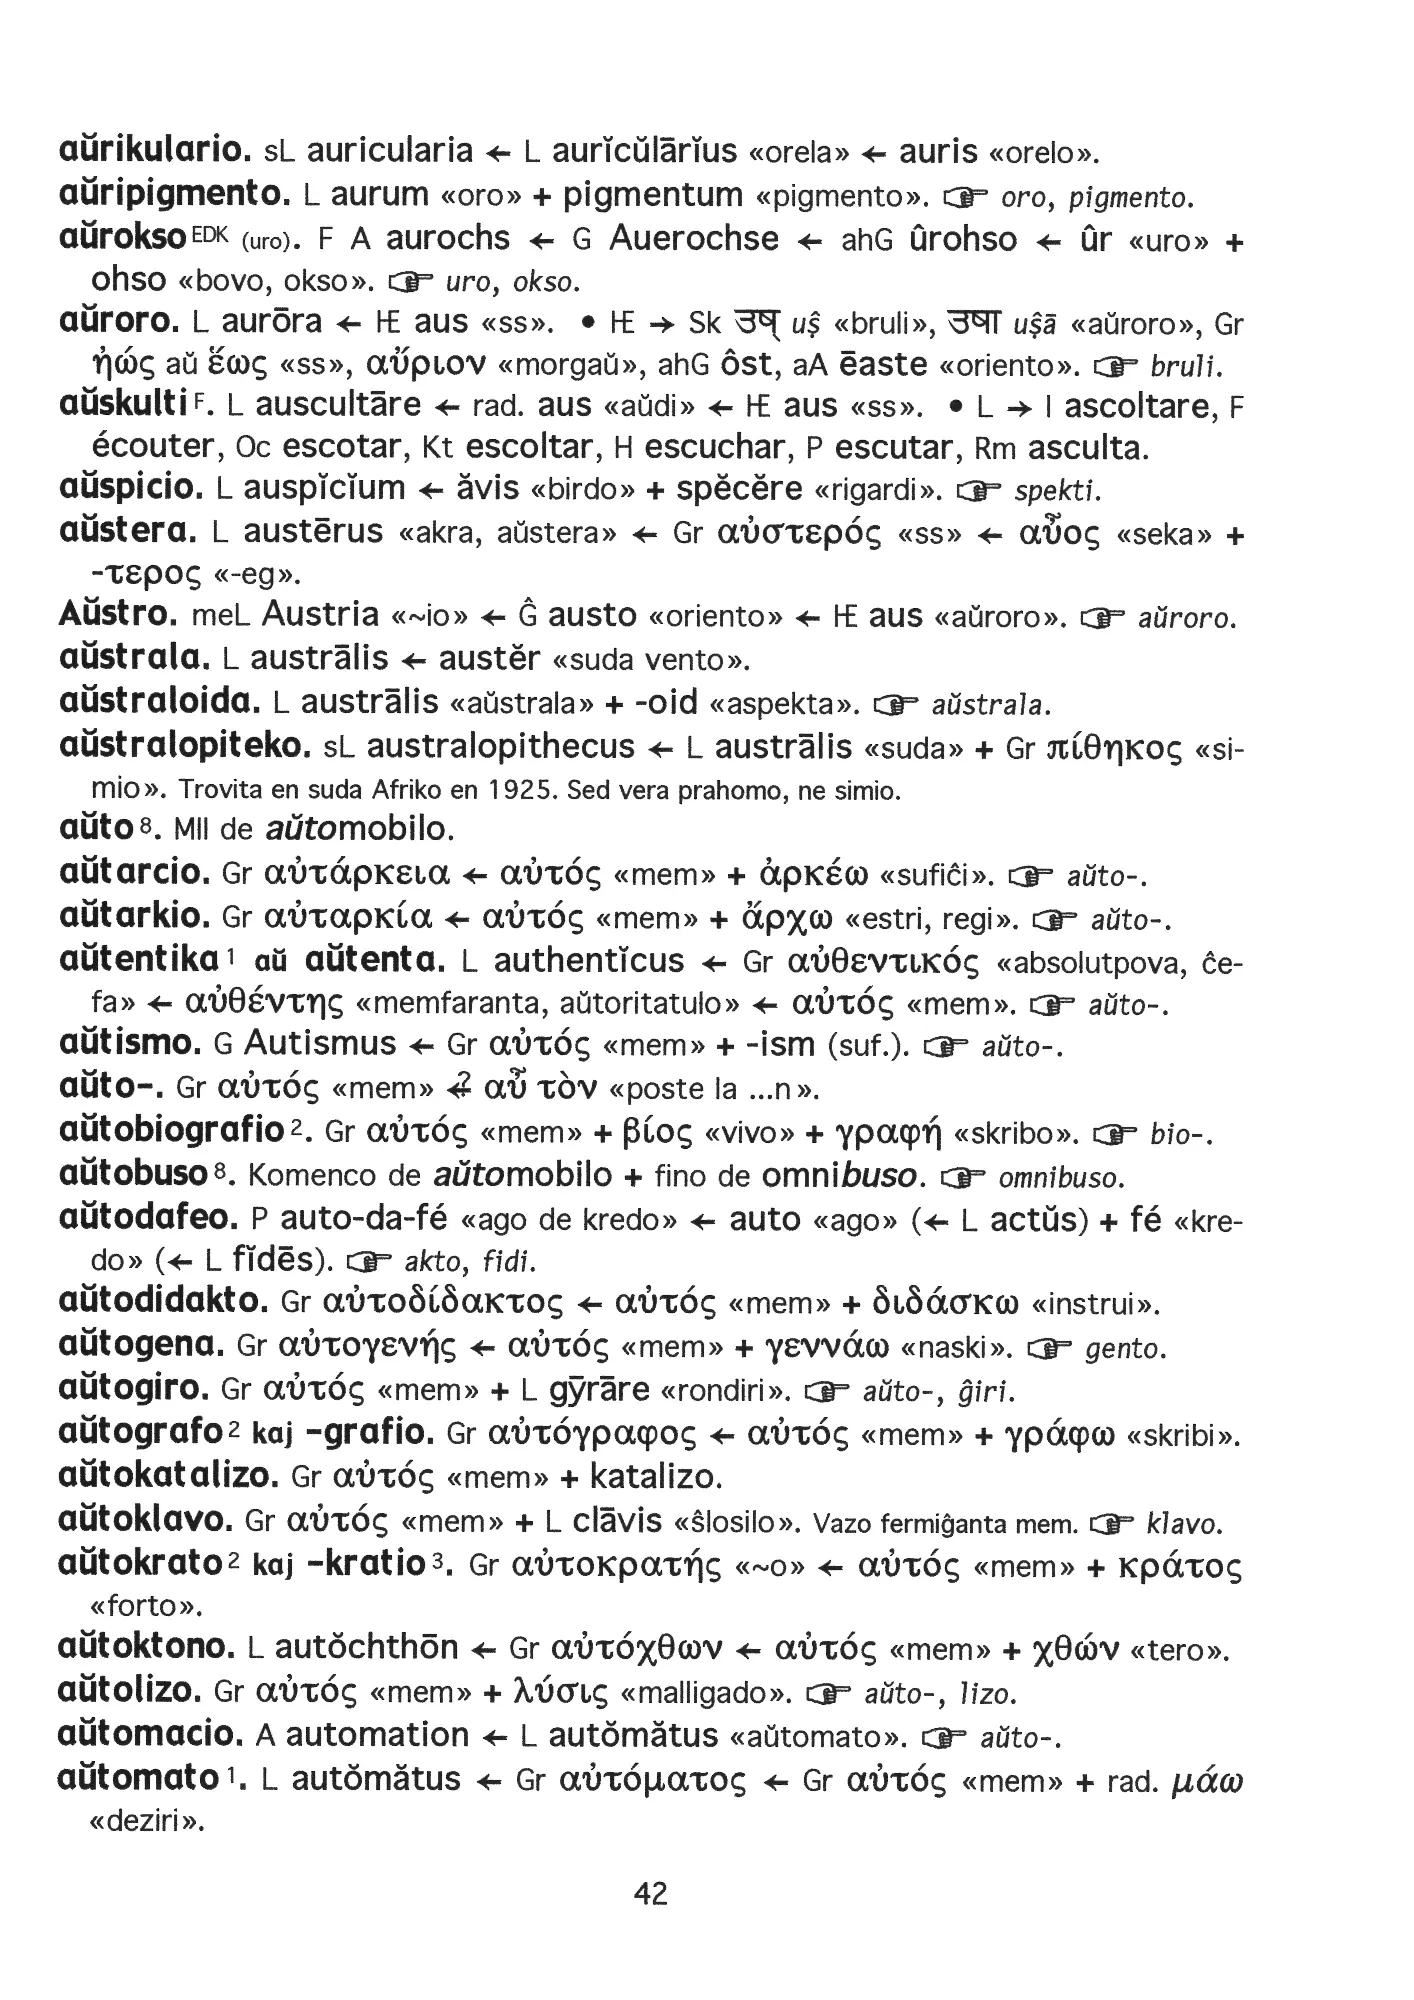 aŭrikulario. sL auricularia ← L aurĭcŭlārĭus «orela» ← auris «orelo».
aŭripigmento. L aurum «oro» + pigmentum «pigmento». ☞ oro, pigmento.
aŭrokso EDK (uro). F A aurochs ← G Auerochse ← ahG ûrohso ← ûr «uro» +
ohso «bovo, okso». ☞ uro, okso.
aŭroro. L aurōra ← IE aus «ss». • IE → Sk उष् uṣ «bruli», उषा uṣā «aŭroro», Gr
ἠώς aŭ ἕως «ss», αὔριον «morgaŭ», ahG ôst, aA ēaste «oriento». ☞ bruli.
aŭskulti F. L auscultāre ← rad. aus «aŭdi» ← IE aus «ss». • L → I ascoltare, F
écouter, Oc escotar, Kt escoltar, H escuchar, P escutar, Rm asculta.
aŭspicio. L auspĭcĭum ← ăvis «birdo» + spĕcĕre «rigardi». ☞ spekti.
aŭstera. L austērus «akra, aŭstera» ← Gr αὐστερός «ss» ← αὖος «seka» +
-τερος «-eg».
Aŭstro. meL Austria «~io» ← Ĝ austo «oriento» ← IE aus «aŭroro». ☞ aŭroro.
aŭstrala. L austrālis ← austĕr «suda vento».
aŭstraloida. L austrālis «aŭstrala» + -oid «aspekta». ☞ aŭstrala.
aŭstralopiteko. sL australopithecus ← L austrālis «suda» + Gr πίθηκος «si-
mio». Trovita en suda Afriko en 1925. Sed vera prahomo, ne simio.
aŭto 8. Mll de aŭtomobilo.
aŭtarcio. Gr αὐτάρκεια ← αὐτός «mem» + ἀρκέω «sufiĉi». ☞ aŭto-.
aŭtarkio. Gr αὐταρκία ← αὐτός «mem» + ἄρχω «estri, regi». ☞ aŭto-.
aŭtentika 1 aŭ aŭtenta. L authentĭcus ← Gr αὐθεντικός «absolutpova, ĉe-
fa» ← αὐθέντης «memfaranta, aŭtoritatulo» ← αὐτός «mem». ☞ aŭto-.
aŭtismo. G Autismus ← Gr αὐτός «mem» + -ism (suf.). ☞ aŭto-.
aŭto-. Gr αὐτός «mem» ←? αὖ τὸν «poste la ...n».
aŭtobiografio 2. Gr αὐτός «mem» + βίος «vivo» + γραφή «skribo». ☞ bio-.
aŭtobuso 8. Komenco de aŭtomobilo + fino de omnibuso. ☞ omnibuso.
aŭtodafeo. P auto-da-fé «ago de kredo» ← auto «ago» (← L actŭs) + fé «kre-
do» (← L fĭdēs). ☞ akto, fidi.
aŭtodidakto. Gr αὐτοδίδακτος ← αὐτός «mem» + διδάσκω «instrui».
aŭtogena. Gr αὐτογενής ← αὐτός «mem» + γεννάω «naski». ☞ gento.
aŭtogiro. Gr αὐτός «mem» + L gȳrāre «rondiri». ☞ aŭto-, ĝiri.
aŭtografo 2 kaj -grafio. Gr αὐτόγραφος ← αὐτός «mem» + γράφω «skribi».
aŭtokatalizo. Gr αὐτός «mem» + katalizo.
aŭtoklavo. Gr αὐτός «mem» + L clāvis «ŝlosilo». Vazo fermiĝanta mem. ☞ klavo.
aŭtokrato 2 kaj -kratio 3. Gr αὐτοκρατής «~o» ← αὐτός «mem» + κράτος
«forto».
aŭtoktono. L autŏchthōn ← Gr αὐτόχθων ← αὐτός «mem» + χθών «tero».
aŭtolizo. Gr αὐτός «mem» + λύσις «malligado». ☞ aŭto-, lizo.
aŭtomacio. A automation ← L autŏmătus «aŭtomato». ☞ aŭto-.
aŭtomato 1. L autŏmătus ← Gr αὐτόματος ← Gr αὐτός «mem» + rad. μάω
«deziri».
42